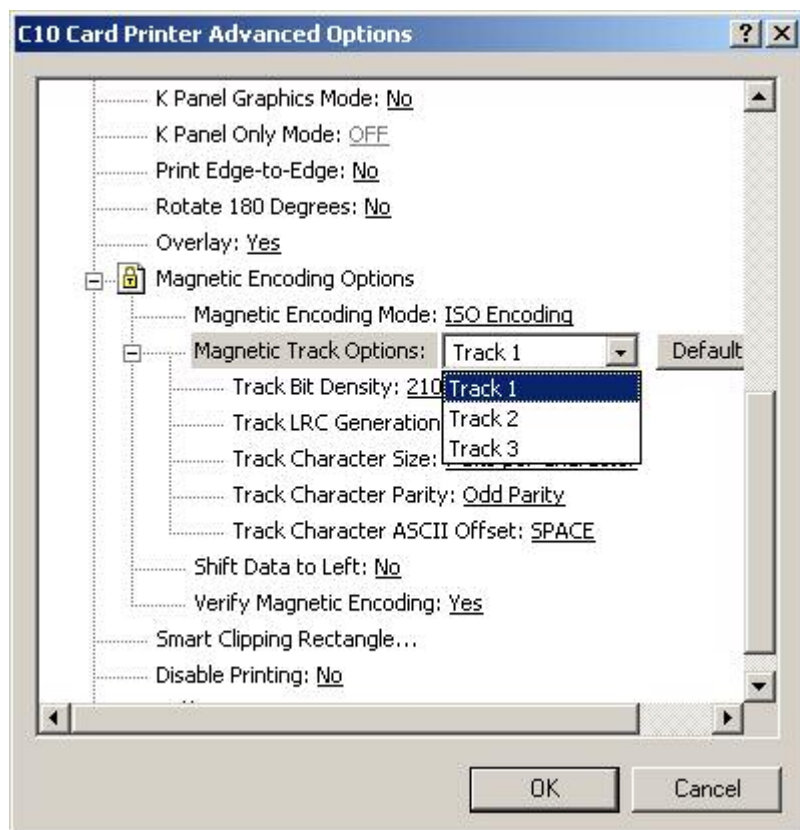 C10 Card Printer Advanced Options
K Panel Graphics Mode: No
K Panel Only Mode: OFF
Print Edge-to-Edge: No
Rotate 180 Degrees: No
Overlay: Yes
Magnetic Encoding Options
Magnetic Encoding Mode: ISO Encoding
Magnetic Track Options: Track 1 Default
Track Bit Density: 210 Track 1
Track LRC Generation Track 2
Track 3
Track Character Size:
Track Character Parity: Odd Parity
Track Character ASCII Offset: SPACE
Shift Data to Left: No
Verify Magnetic Encoding: Yes
Smart Clipping Rectangle...
Disable Printing: No
OK Cancel